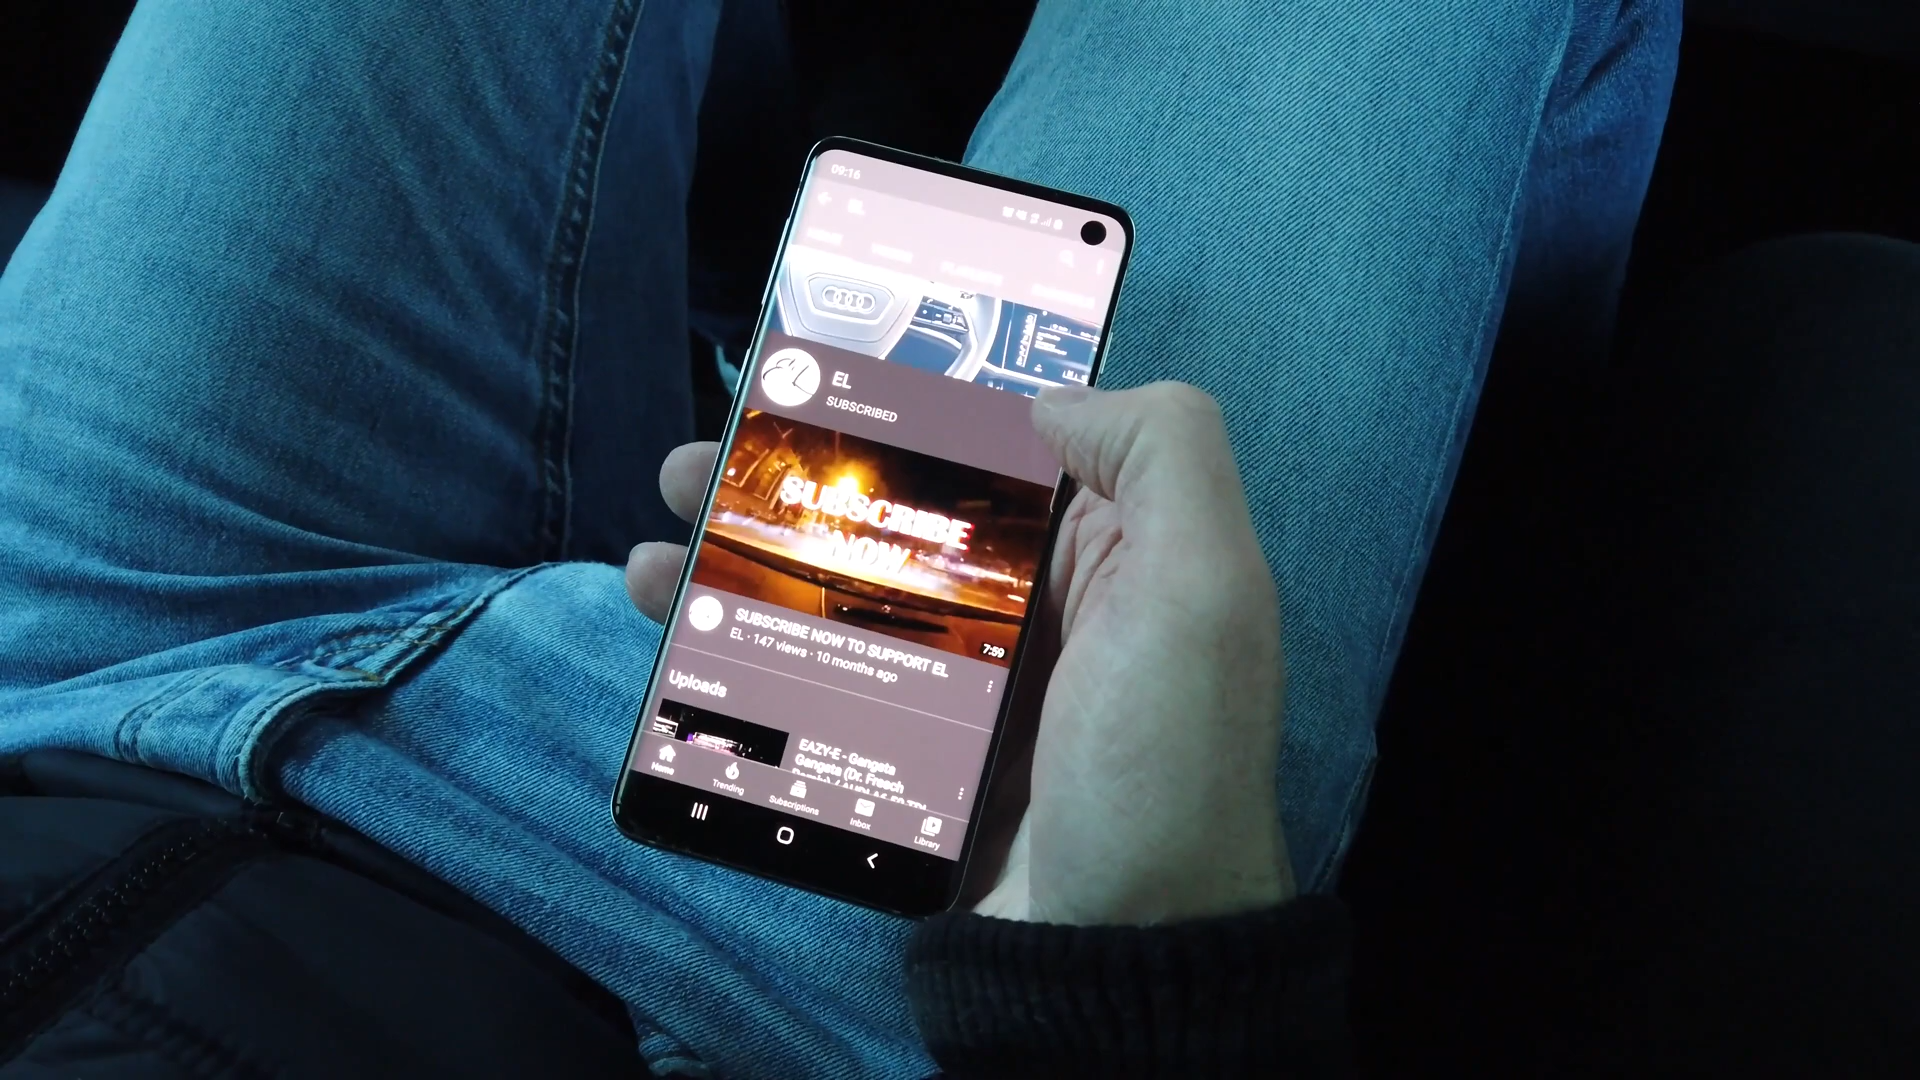 09:16
EL
SUBSCRIBED
SUBSCRIBE
NOW
7:59
SUBSCRIBE NOW TO SUPPORT EL
EL · 147 views · 10 months ago
Uploads
EAZY-E - Gangsta
Gangsta (Dr. Freach
Home
Trending
Subscriptions
Inbox
Library